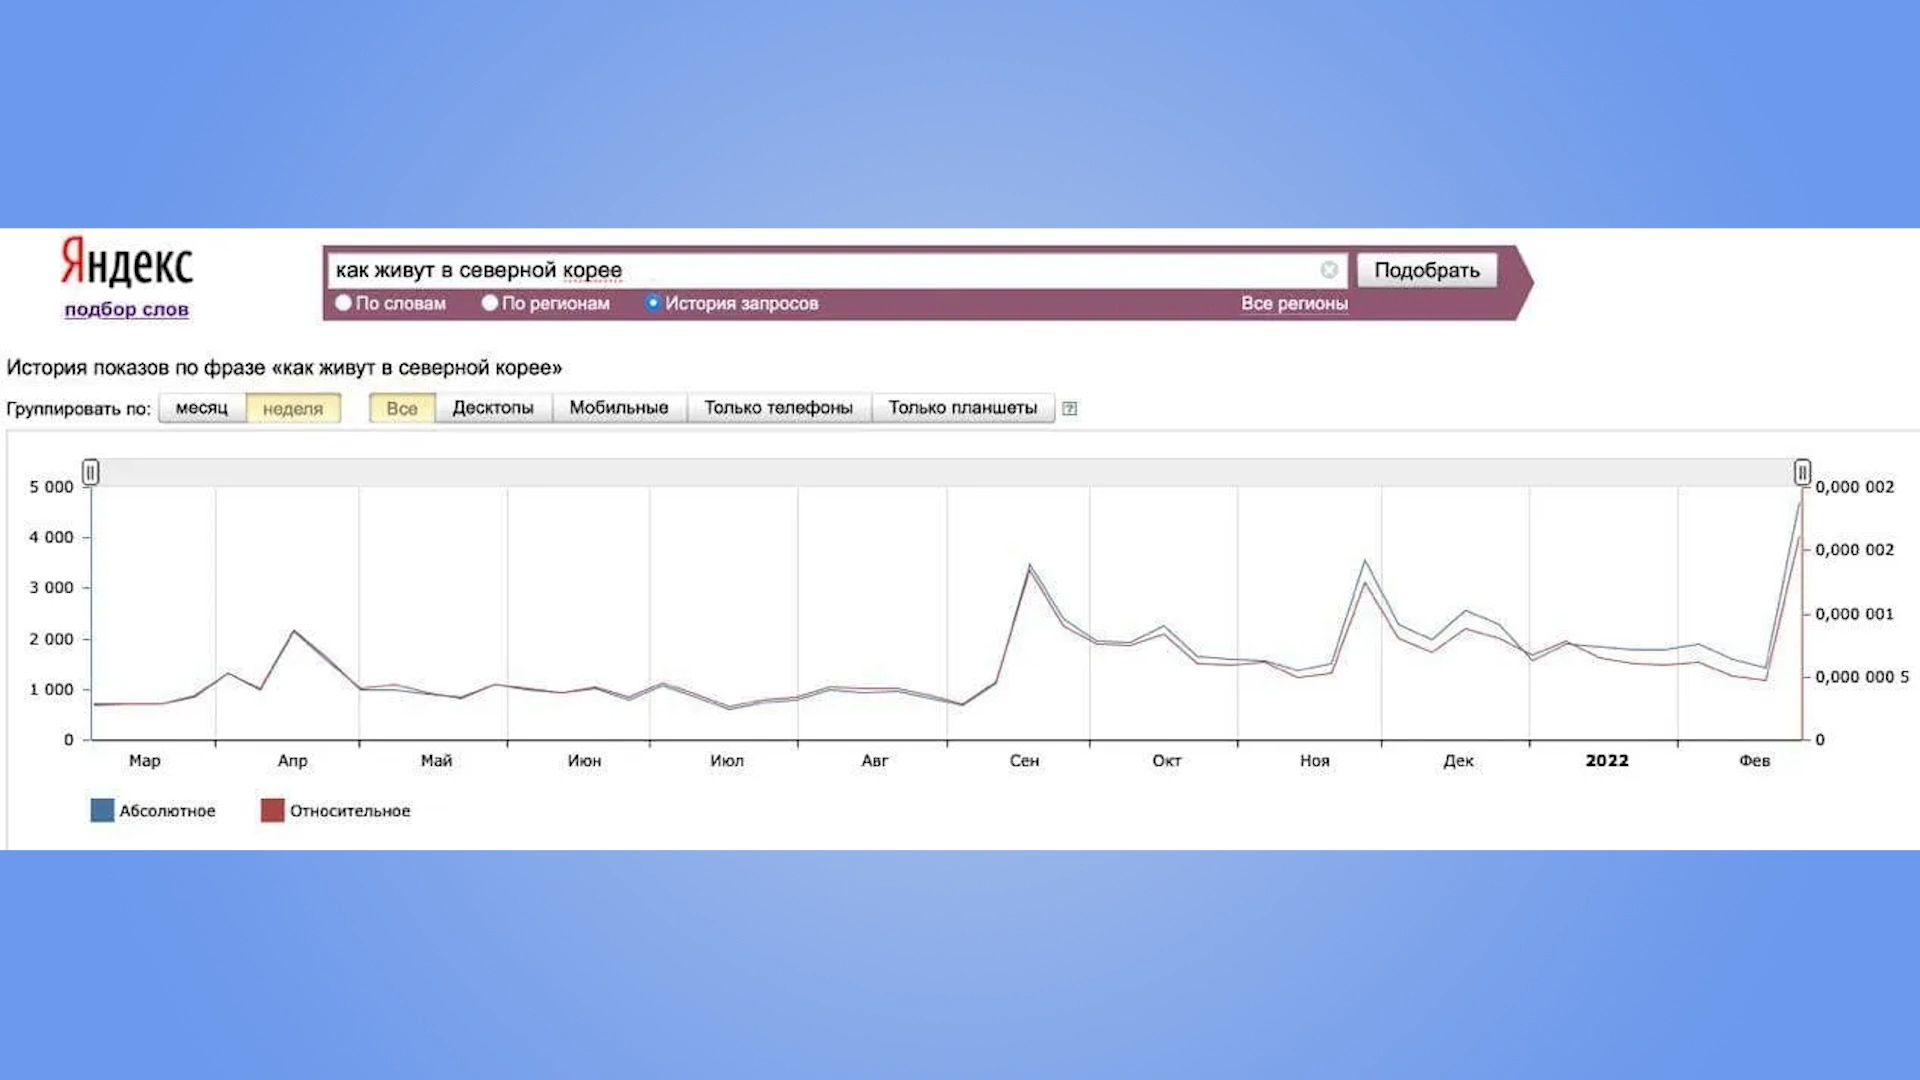 Яндекс
подбор слов
как живут в северной корее
Подобрать
По словам По регионам История запросов Все регионы
История показов по фразе «как живут в северной корее»
Группировать по: месяц неделя Все Десктопы Мобильные Только телефоны Только планшеты ?
5 000 0,000 002
4 000 0,000 002
3 000
0,000 001
2 000
1 000 0,000 000 5
0 0
Мар Апр Май Июн Июл Авг Сен Окт Ноя Дек 2022 Фев
Абсолютное Относительное